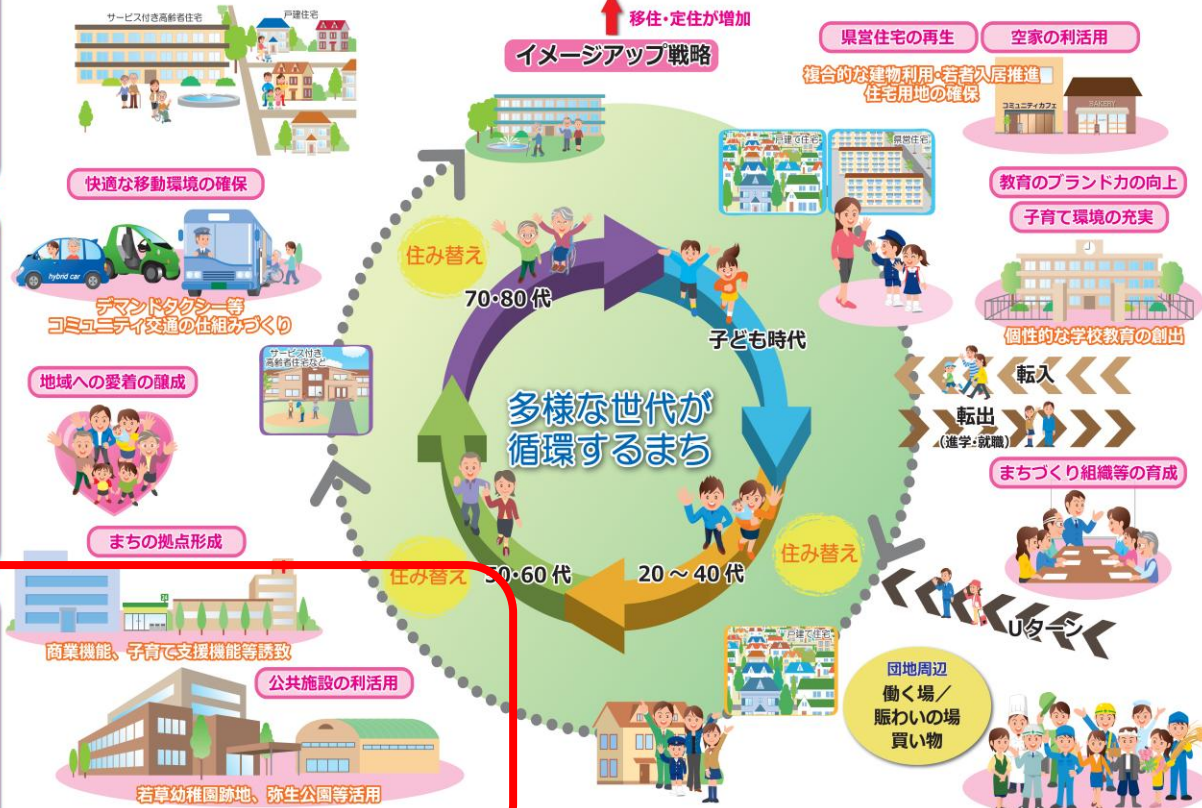 サービス付き高齢者住宅
戸建住宅
移住・定住が増加
イメージアップ戦略
県営住宅の再生
空家の利活用
複合的な建物利用・若者入居推進
住宅用地の確保
コミュニティカフェ
BAKERY
戸建て住宅
県営住宅
快適な移動環境の確保
hybrid car
デマンドタクシー等
コミュニティ交通の仕組みづくり
教育のブランド力の向上
子育て環境の充実
個性的な学校教育の創出
住み替え
70・80代
子ども時代
サービス付き
高齢者住宅など
地域への愛着の醸成
多様な世代が
循環するまち
転入
転出
(進学・就職)
まちづくり組織等の育成
まちの拠点形成
住み替え
50・60代
20～40代
住み替え
Uターン
24
商業機能、子育て支援機能等誘致
公共施設の利活用
若草幼稚園跡地、弥生公園等活用
戸建て住宅
団地周辺
働く場／
賑わいの場
買い物